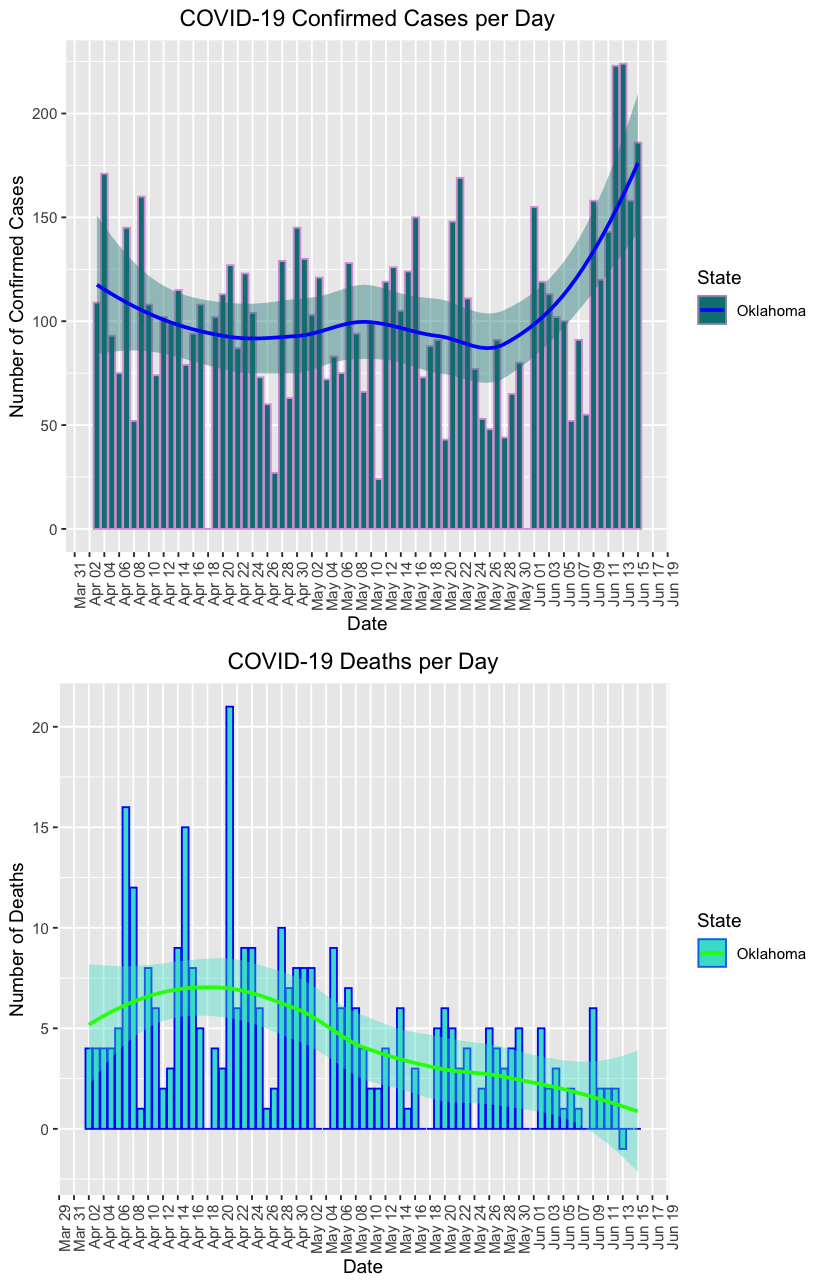 COVID-19 Confirmed Cases per Day
Number of Confirmed Cases
200
150
100
50
0
Mar 31
Apr 02
Apr 04
Apr 06
Apr 08
Apr 10
Apr 12
Apr 14
Apr 16
Apr 18
Apr 20
Apr 22
Apr 24
Apr 26
Apr 28
Apr 30
May 02
May 04
May 06
May 08
May 10
May 12
May 14
May 16
May 18
May 20
May 22
May 24
May 26
May 28
May 30
Jun 01
Jun 03
Jun 05
Jun 07
Jun 09
Jun 11
Jun 13
Jun 15
Jun 17
Jun 19
Date
State
Oklahoma
COVID-19 Deaths per Day
Number of Deaths
20
15
10
5
0
Mar 29
Mar 31
Apr 02
Apr 04
Apr 06
Apr 08
Apr 10
Apr 12
Apr 14
Apr 16
Apr 18
Apr 20
Apr 22
Apr 24
Apr 26
Apr 28
Apr 30
May 02
May 04
May 06
May 08
May 10
May 12
May 14
May 16
May 18
May 20
May 22
May 24
May 26
May 28
May 30
Jun 01
Jun 03
Jun 05
Jun 07
Jun 09
Jun 11
Jun 13
Jun 15
Jun 17
Jun 19
Date
State
Oklahoma